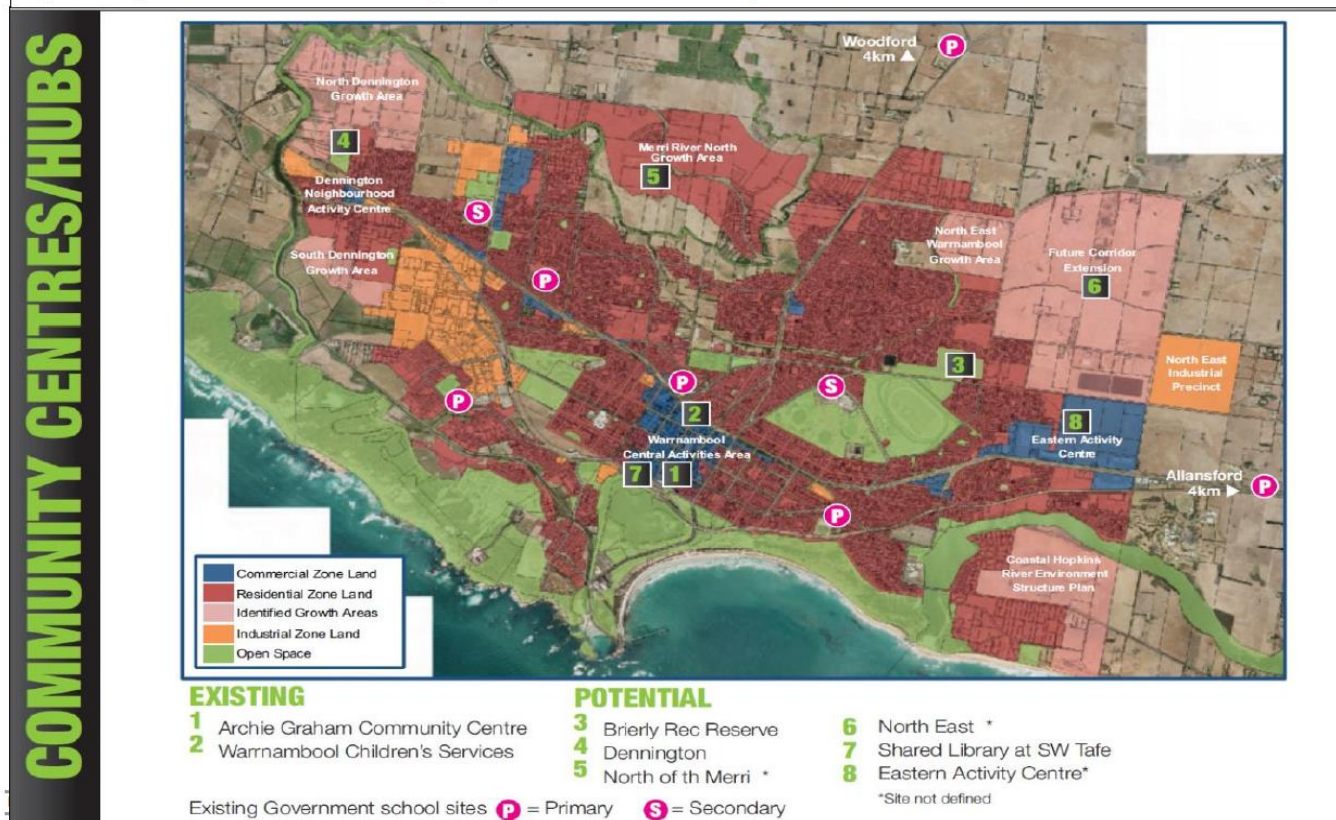 COMMUNITY CENTRES/HUBS
Woodford
4km ▲
P
North Dennington
Growth Area
4
Merri River North
Growth Area
5
Dennington
Neighbourhood
Activity Centre
S
North East
Warrnambool
Growth Area
South Dennington
Growth Area
Future Corridor
Extension
6
P
North East
Industrial
Precinct
3
P
S
P
2
8
Warrnambool
Central Activities Area
Eastern Activity
Centre
7
1
Allansford
4km ▶
P
P
Coastal Hopkins
River Environment
Structure Plan
Commercial Zone Land
Residential Zone Land
Identified Growth Areas
Industrial Zone Land
Open Space
EXISTING
1 Archie Graham Community Centre
2 Warrnambool Children's Services
POTENTIAL
3 Brierly Rec Reserve
4 Dennington
5 North of th Merri *
6 North East *
7 Shared Library at SW Tafe
8 Eastern Activity Centre*
*Site not defined
Existing Government school sites P = Primary S = Secondary